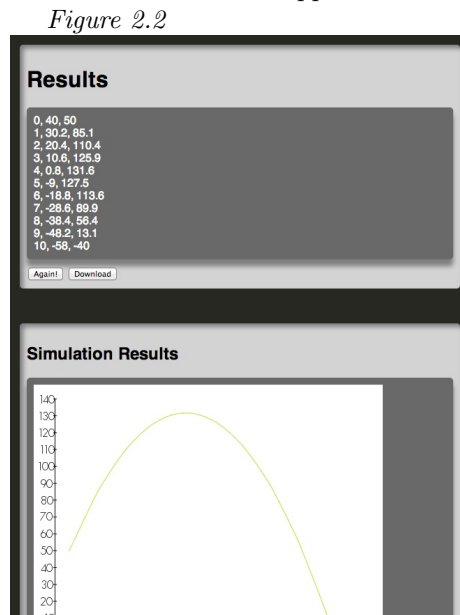 Figure 2.2
Results
0, 40, 50
1, 30.2, 85.1
2, 20.4, 110.4
3, 10.6, 125.9
4, 0.8, 131.6
5, -9, 127.5
6, -18.8, 113.6
7, -28.6, 89.9
8, -38.4, 56.4
9, -48.2, 13.1
10, -58, -40
Again! Download
Simulation Results
140
130
120
110
100
90
80
70
60
50
40
30
20